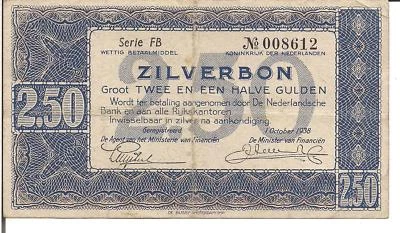 Serie FB № 008612
WETTIG BETAALMIDDEL KONINKRIJK DER NEDERLANDEN
ZILVERBON
Groot TWEE EN EEN HALVE GULDEN
Wordt ter betaling aangenomen door De Nederlandsche
Bank en aan alle Rijkskantoren
Inwisselbaar in zilver na aankondiging
Geregistreerd 1 October 1938
De Agent van het Ministerie van Financiën De Minister van Financiën
2.50
2.50
250